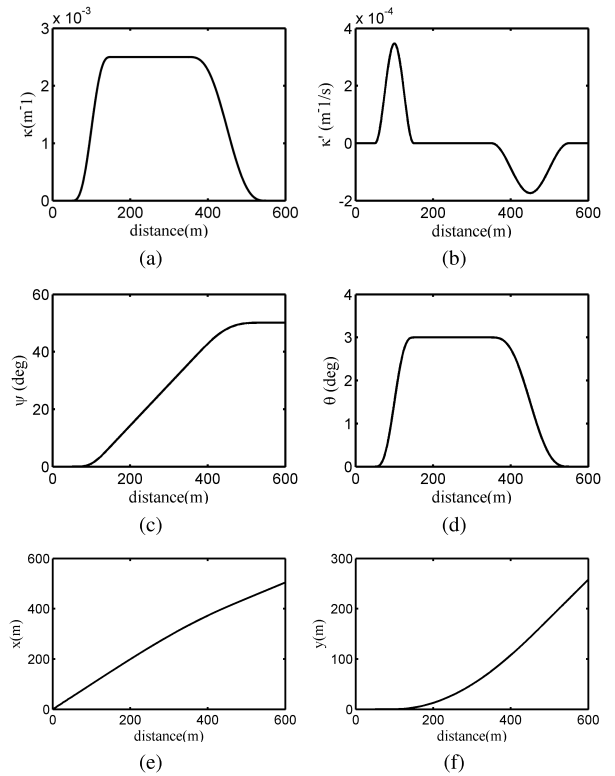 x 10⁻³
3
2
1
0
κ(m⁻1)
0 200 400 600
distance(m)
(a)
x 10⁻⁴
4
2
0
-2
κ' (m⁻1/s)
0 200 400 600
distance(m)
(b)
60
40
20
0
ψ (deg)
0 200 400 600
distance(m)
(c)
4
3
2
1
0
θ (deg)
0 200 400 600
distance(m)
(d)
600
400
200
0
x(m)
0 200 400 600
distance(m)
(e)
300
200
100
0
y(m)
0 200 400 600
distance(m)
(f)